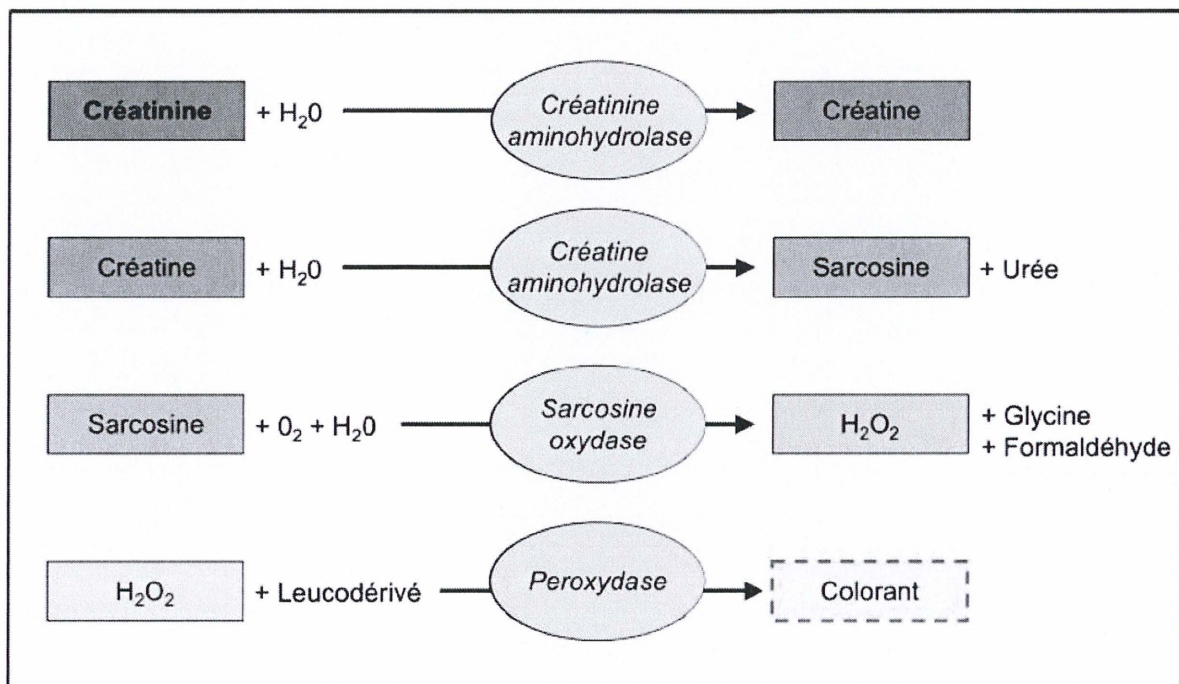 Créatinine + H₂0 Créatinine aminohydrolase Créatine
Créatine + H₂0 Créatine aminohydrolase Sarcosine + Urée
Sarcosine + 0₂ + H₂0 Sarcosine oxydase H₂O₂ + Glycine + Formaldéhyde
H₂O₂ + Leucodérivé Peroxydase Colorant